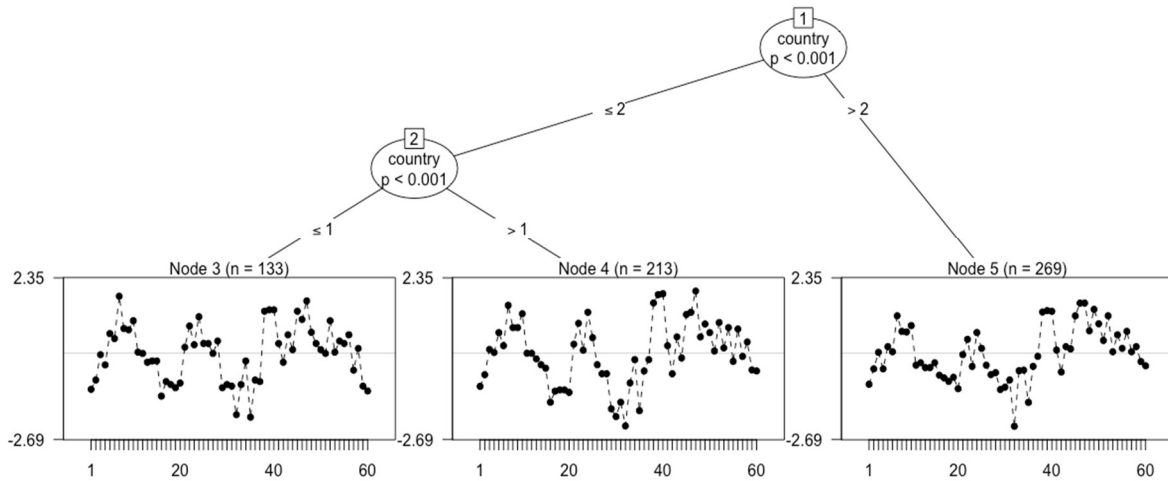 1
country
p < 0.001
≤ 2
> 2
2
country
p < 0.001
≤ 1
> 1
Node 3 (n = 133)
Node 4 (n = 213)
Node 5 (n = 269)
2.35
2.35
2.35
-2.69
-2.69
-2.69
1 20 40 60
1 20 40 60
1 20 40 60